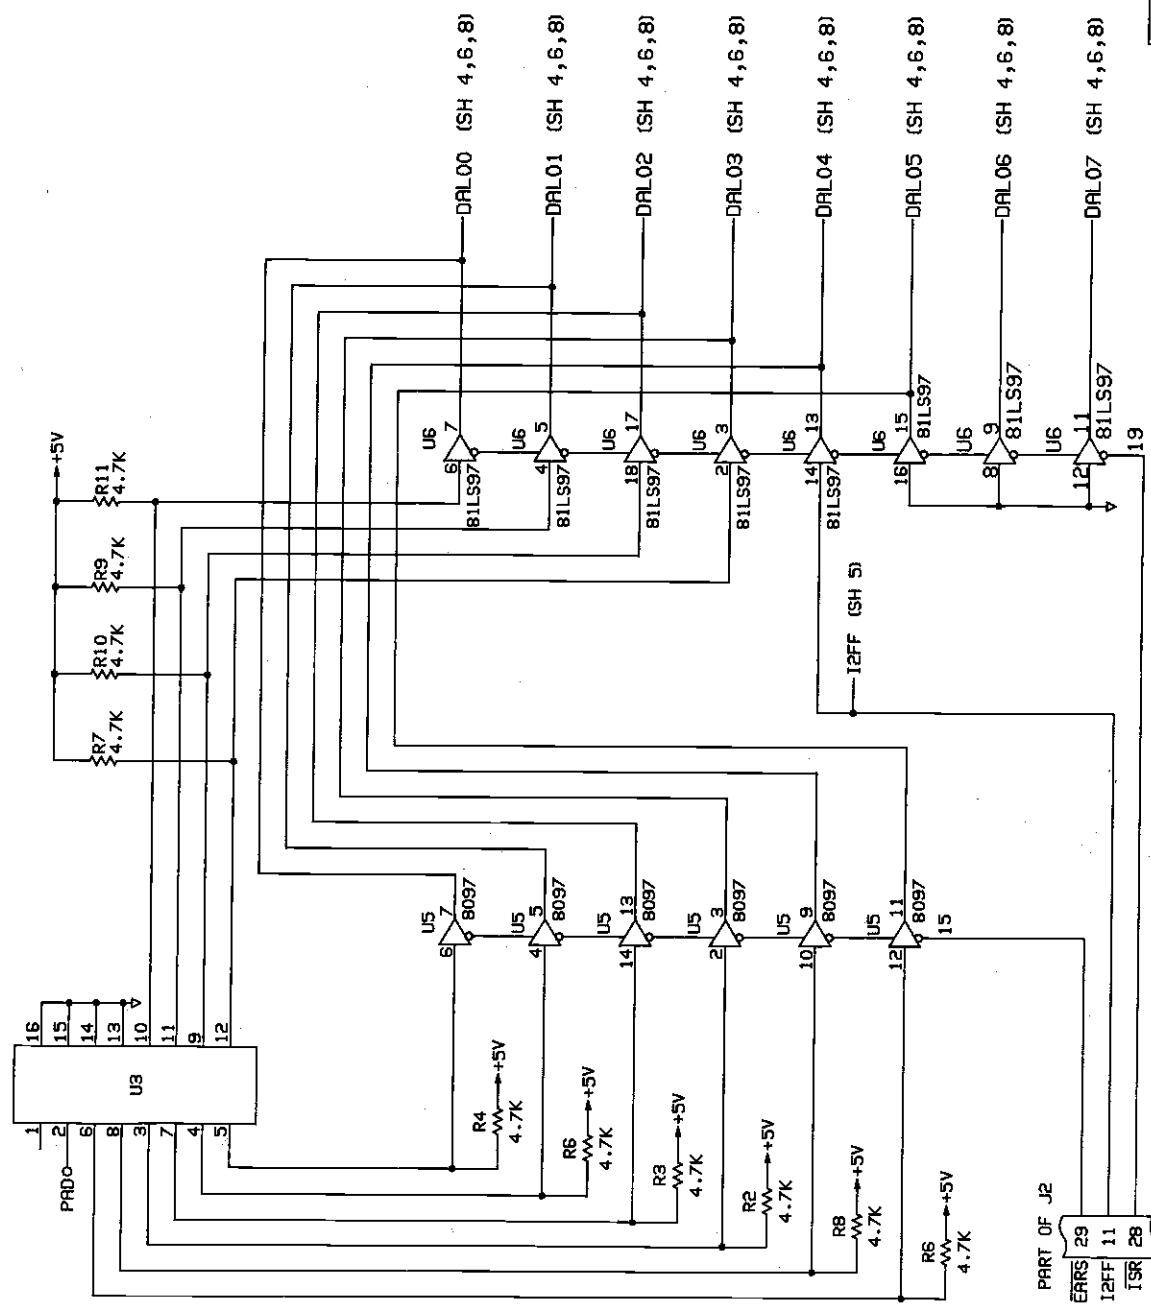 DAL00 (SH 4,6,8)
DAL01 (SH 4,6,8)
DAL02 (SH 4,6,8)
DAL03 (SH 4,6,8)
DAL04 (SH 4,6,8)
DAL05 (SH 4,6,8)
DAL06 (SH 4,6,8)
DAL07 (SH 4,6,8)
+5V
R11
4.7K
R9
4.7K
R10
4.7K
R7
4.7K
U6
6
7
81LS97
U6
4
5
81LS97
U6
18
17
81LS97
U6
2
3
81LS97
U6
14
13
81LS97
U6
16
15
81LS97
U6
8
9
81LS97
U6
12
11
81LS97
19
I2FF (SH 5)
U5
6
7
8097
U5
4
5
8097
U5
14
13
8097
U5
2
3
8097
U5
10
9
8097
U5
12
11
8097
15
U3
16
15
14
13
10
11
9
12
1
2
6
8
3
7
4
5
PAD
R4
4.7K
+5V
R6
4.7K
+5V
R3
4.7K
+5V
R2
4.7K
+5V
R8
4.7K
+5V
R6
4.7K
+5V
PART OF J2
EARS 29
I2FF 11
ISR 28